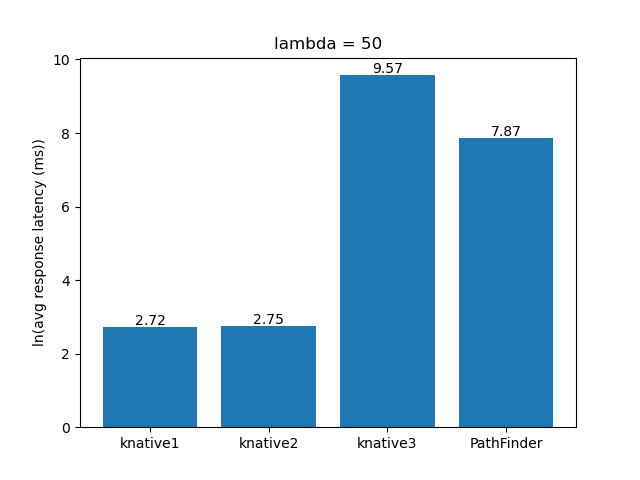 lambda = 50
ln(avg response latency (ms))
10
8
6
4
2
0
2.72
2.75
9.57
7.87
knative1
knative2
knative3
PathFinder